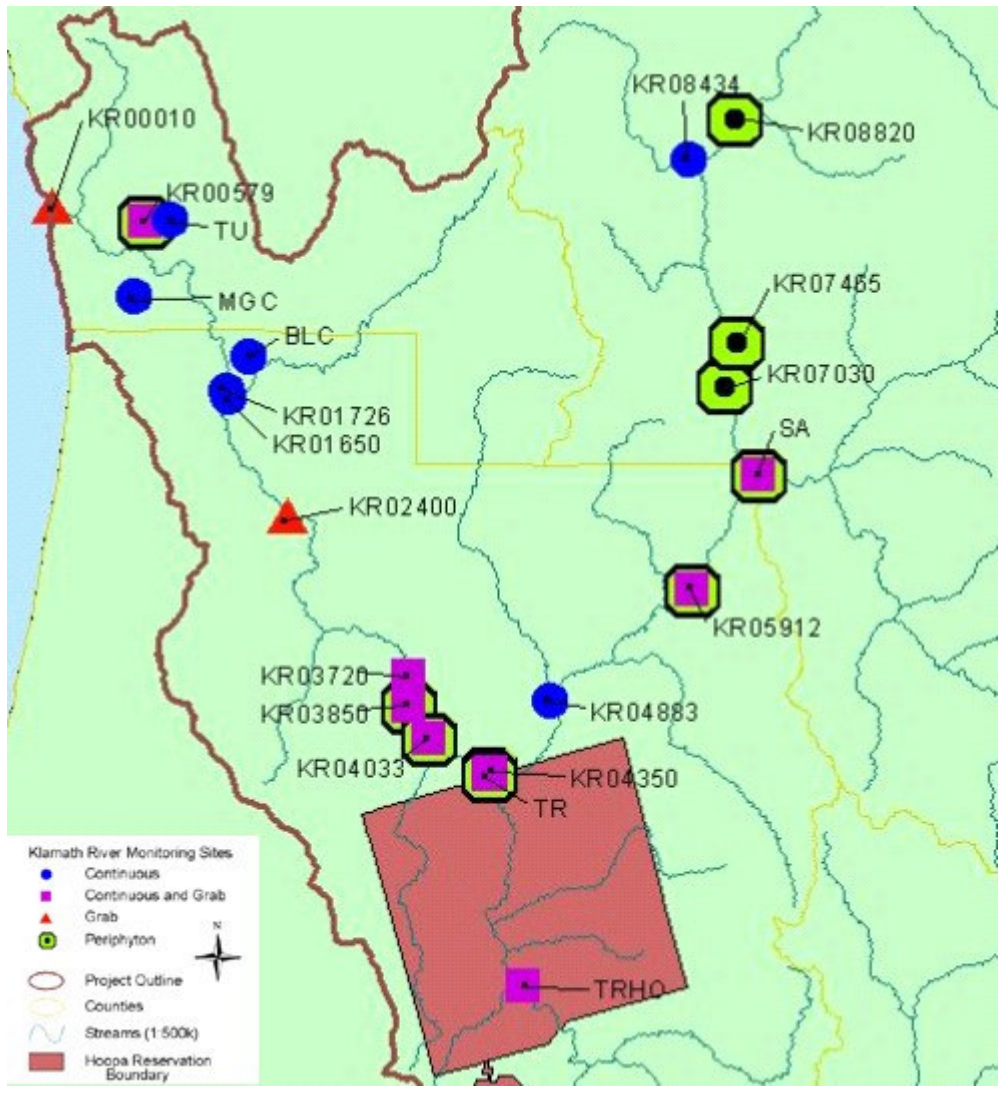 KR08434
KR00010
KR08820
KR00579
TU
KR07465
MGC
BLC
KR07030
KR01726
SA
KR01650
KR02400
KR05912
KR03720
KR03850
KR04883
KR04033
KR04350
TR
Klamath River Monitoring Sites
Continuous
Continuous and Grab
Grab
N
Periphyton
Project Outline
TRHO
Counties
Streams (1:500k)
Hoopa Reservation
Boundary